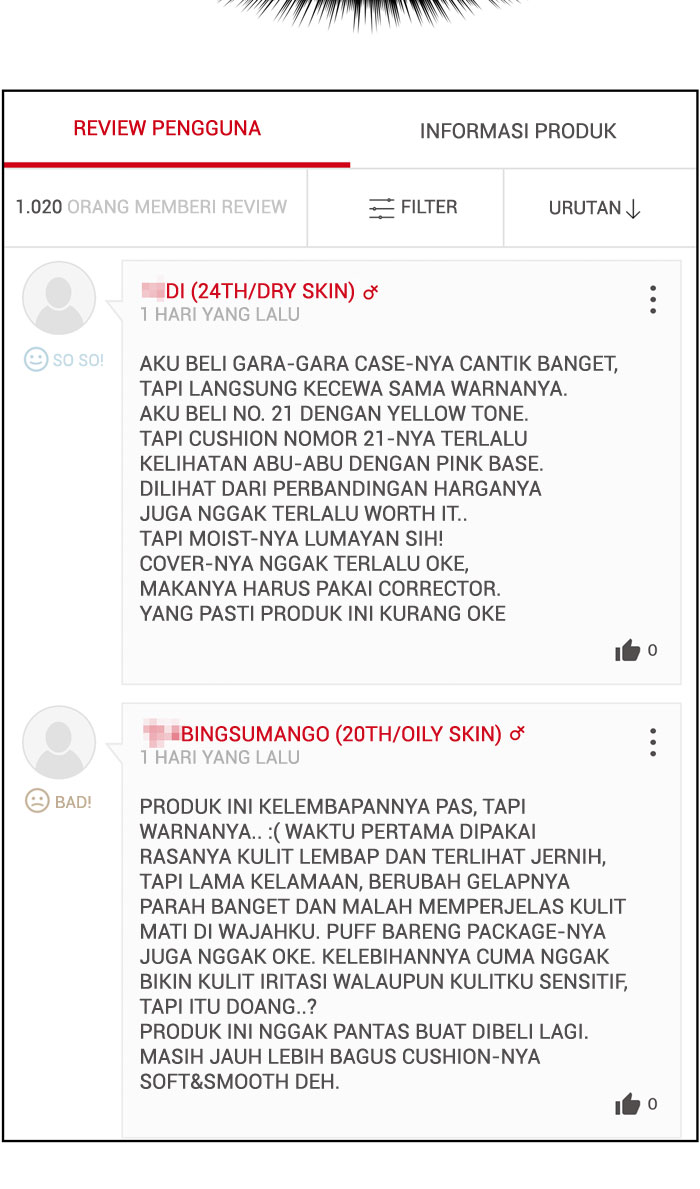 REVIEW PENGGUNA
INFORMASI PRODUK
1.020 ORANG MEMBERI REVIEW
FILTER
URUTAN↓
DI (24TH/DRY SKIN) ♂
1 HARI YANG LALU
SO SO!
AKU BELI GARA-GARA CASE-NYA CANTIK BANGET,
TAPI LANGSUNG KECEWA SAMA WARNANYA.
AKU BELI NO. 21 DENGAN YELLOW TONE.
TAPI CUSHION NOMOR 21-NYA TERLALU
KELIHATAN ABU-ABU DENGAN PINK BASE.
DILIHAT DARI PERBANDINGAN HARGANYA
JUGA NGGAK TERLALU WORTH IT..
TAPI MOIST-NYA LUMAYAN SIH!
COVER-NYA NGGAK TERLALU OKE,
MAKANYA HARUS PAKAI CORRECTOR.
YANG PASTI PRODUK INI KURANG OKE
0
BINGSUMANGO (20TH/OILY SKIN) ♂
1 HARI YANG LALU
BAD!
PRODUK INI KELEMBAPANNYA PAS, TAPI
WARNANYA.. :( WAKTU PERTAMA DIPAKAI
RASANYA KULIT LEMBAP DAN TERLIHAT JERNIH,
TAPI LAMA KELAMAAN, BERUBAH GELAPNYA
PARAH BANGET DAN MALAH MEMPERJELAS KULIT
MATI DI WAJAHKU. PUFF BARENG PACKAGE-NYA
JUGA NGGAK OKE. KELEBIHANNYA CUMA NGGAK
BIKIN KULIT IRITASI WALAUPUN KULITKU SENSITIF,
TAPI ITU DOANG..?
PRODUK INI NGGAK PANTAS BUAT DIBELI LAGI.
MASIH JAUH LEBIH BAGUS CUSHION-NYA
SOFT&SMOOTH DEH.
0